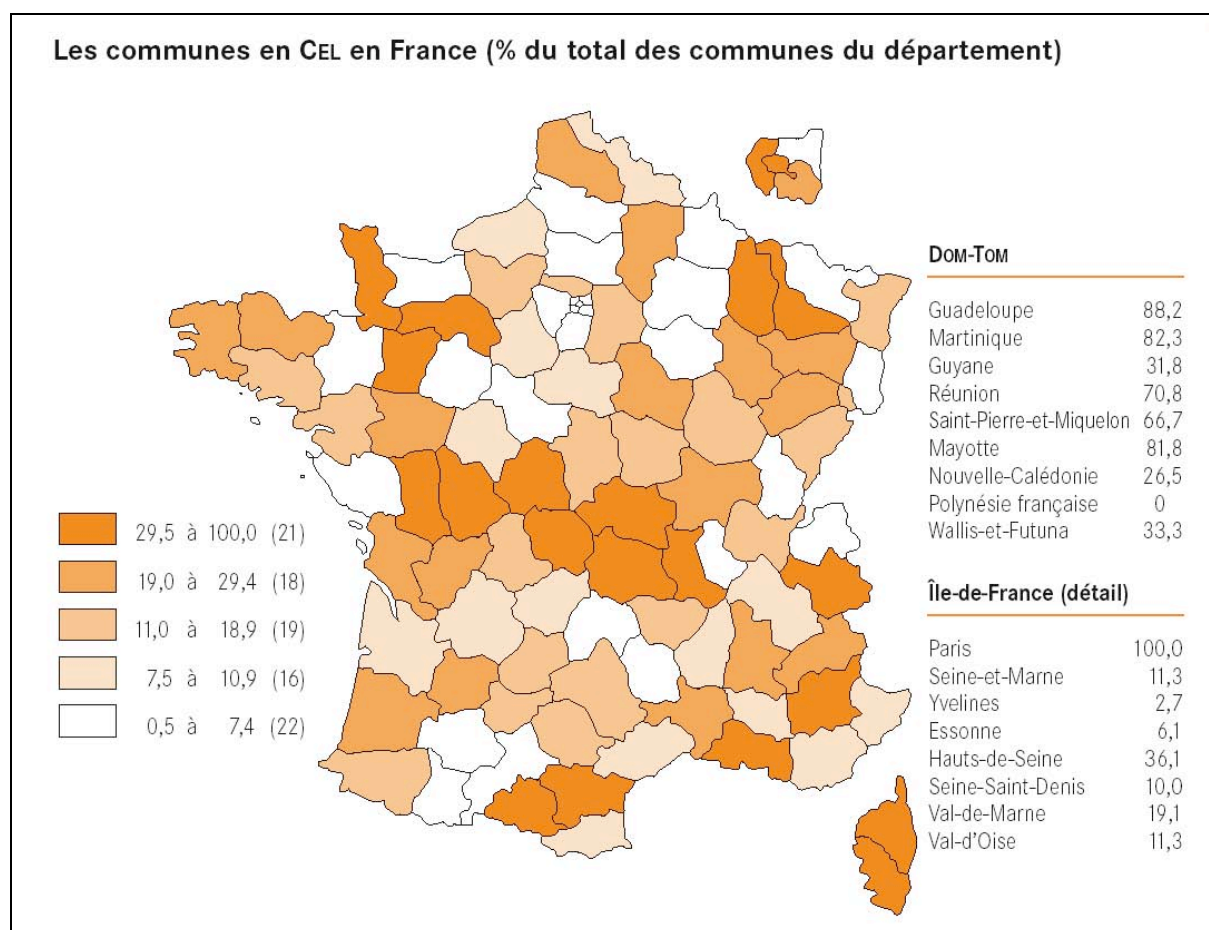 Les communes en CEL en France (% du total des communes du département)
29,5 à 100,0 (21)
19,0 à 29,4 (18)
11,0 à 18,9 (19)
7,5 à 10,9 (16)
0,5 à 7,4 (22)
DOM-TOM
Guadeloupe 88,2
Martinique 82,3
Guyane 31,8
Réunion 70,8
Saint-Pierre-et-Miquelon 66,7
Mayotte 81,8
Nouvelle-Calédonie 26,5
Polynésie française 0
Wallis-et-Futuna 33,3
Île-de-France (détail)
Paris 100,0
Seine-et-Marne 11,3
Yvelines 2,7
Essonne 6,1
Hauts-de-Seine 36,1
Seine-Saint-Denis 10,0
Val-de-Marne 19,1
Val-d'Oise 11,3